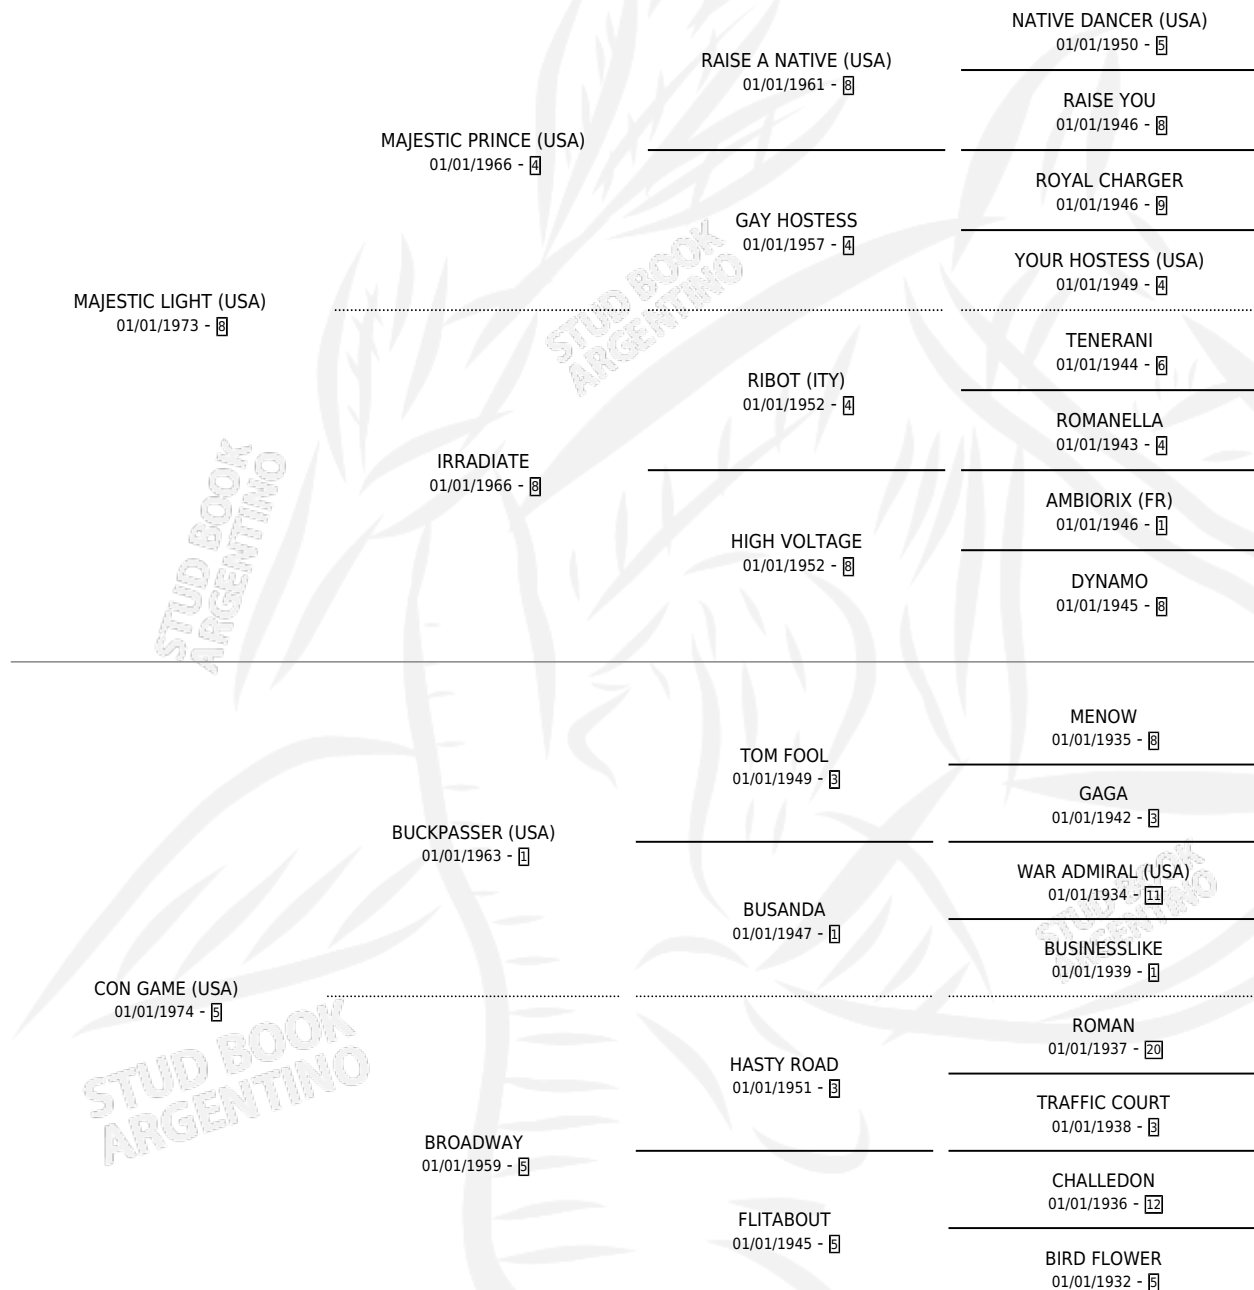 NATIVE DANCER (USA)
01/01/1950 - 5
RAISE A NATIVE (USA)
01/01/1961 - 8
RAISE YOU
01/01/1946 - 8
MAJESTIC PRINCE (USA)
01/01/1966 - 4
ROYAL CHARGER
01/01/1946 - 9
GAY HOSTESS
01/01/1957 - 4
YOUR HOSTESS (USA)
01/01/1949 - 4
MAJESTIC LIGHT (USA)
01/01/1973 - 8
TENERANI
01/01/1944 - 6
RIBOT (ITY)
01/01/1952 - 4
ROMANELLA
01/01/1943 - 4
IRRADIATE
01/01/1966 - 8
AMBIORIX (FR)
01/01/1946 - 1
HIGH VOLTAGE
01/01/1952 - 8
DYNAMO
01/01/1945 - 8
MENOW
01/01/1935 - 8
TOM FOOL
01/01/1949 - 3
GAGA
01/01/1942 - 3
BUCKPASSER (USA)
01/01/1963 - 1
WAR ADMIRAL (USA)
01/01/1934 - 11
BUSANDA
01/01/1947 - 1
BUSINESSLIKE
01/01/1939 - 1
CON GAME (USA)
01/01/1974 - 5
ROMAN
01/01/1937 - 20
HASTY ROAD
01/01/1951 - 3
TRAFFIC COURT
01/01/1938 - 3
BROADWAY
01/01/1959 - 5
CHALLEDON
01/01/1936 - 12
FLITABOUT
01/01/1945 - 5
BIRD FLOWER
01/01/1932 - 5
STUD BOOK
ARGENTINO
STUD BOOK
ARGENTINO
STUD BOOK
ARGENTINO
STUD BOOK
ARGENTINO